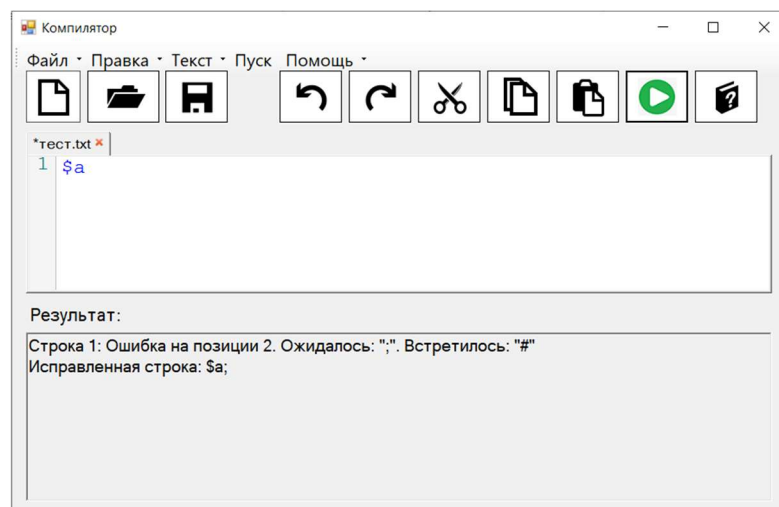 Компилятор
Файл Правка Текст Пуск Помощь
?
*тест.txt
1 $a
Результат:
Строка 1: Ошибка на позиции 2. Ожидалось: ";". Встретилось: "#"
Исправленная строка: $a;